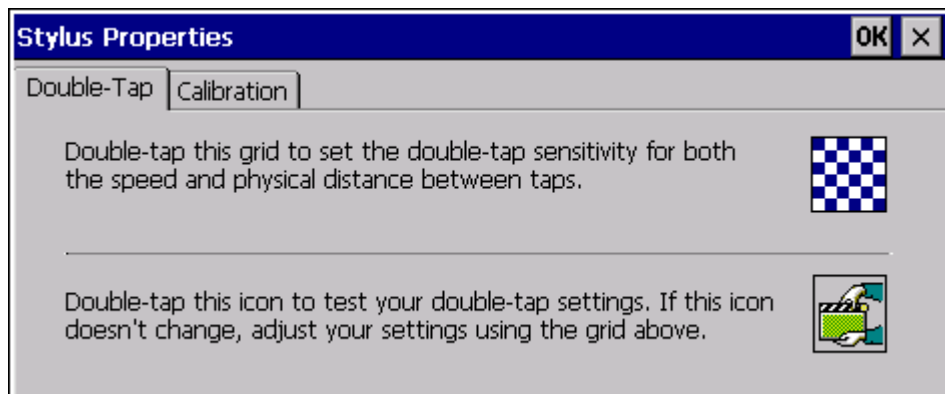 Stylus Properties OK ×
Double-Tap Calibration
Double-tap this grid to set the double-tap sensitivity for both
the speed and physical distance between taps.
Double-tap this icon to test your double-tap settings. If this icon
doesn't change, adjust your settings using the grid above.